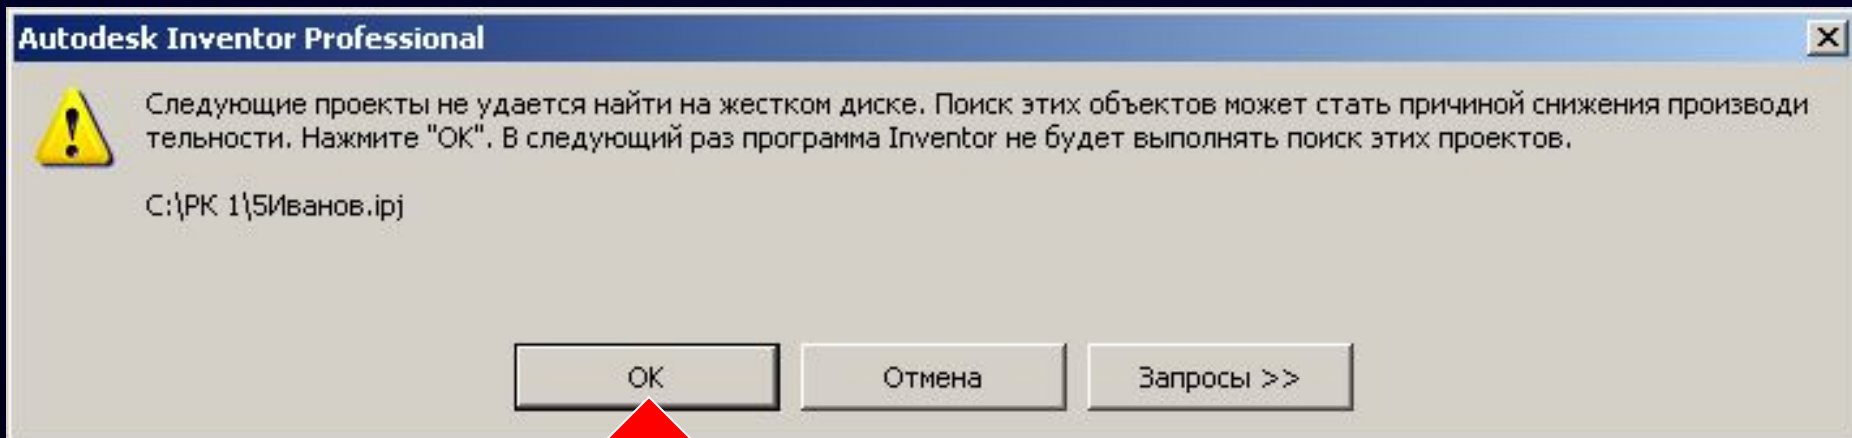 Autodesk Inventor Professional
Следующие проекты не удается найти на жестком диске. Поиск этих объектов может стать причиной снижения производи
тельности. Нажмите "ОК". В следующий раз программа Inventor не будет выполнять поиск этих проектов.
C:\РК 1\5Иванов.ipj
ОК
Отмена
Запросы >>